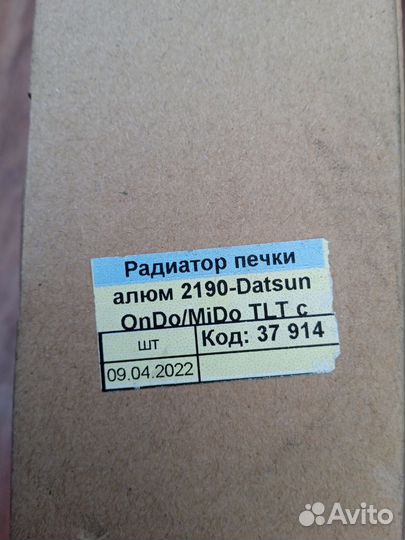 Радиатор печки
алюм 2190-Datsun
OnDo/MiDo TLT с
шт
Код: 37 914
09.04.2022
Avito